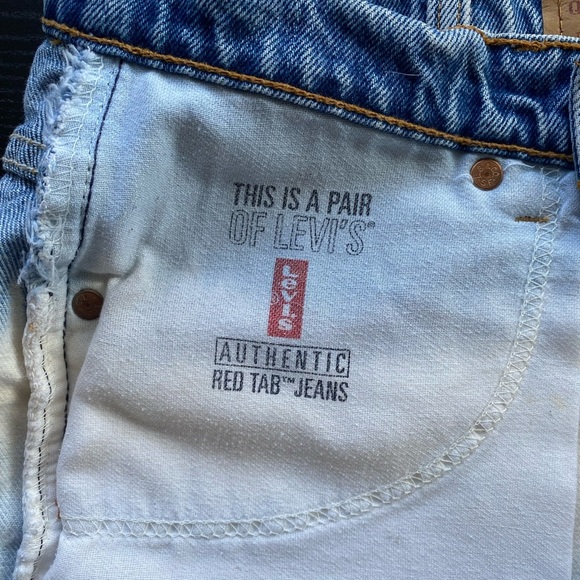 THIS IS A PAIR
OF LEVI'S®
Levi's®
AUTHENTIC
RED TAB™ JEANS